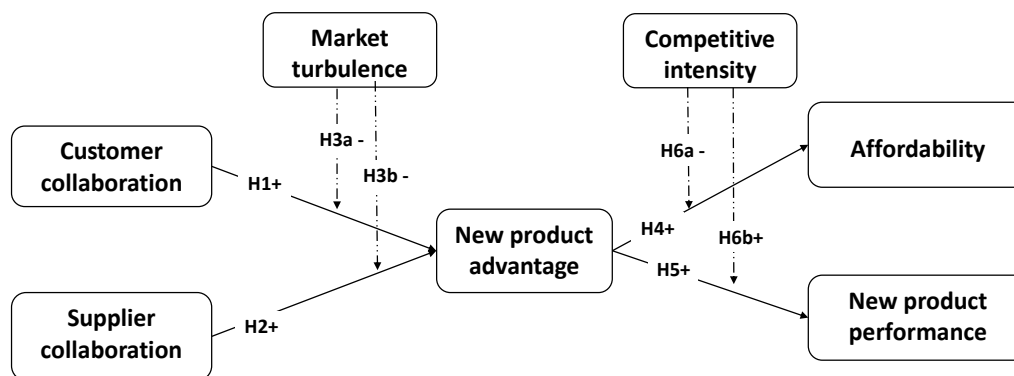 Market
turbulence
Competitive
intensity
H3a -
H6a -
Customer
collaboration
Affordability
H1+
H3b -
New product
advantage
H4+
H6b+
H5+
Supplier
collaboration
H2+
New product
performance